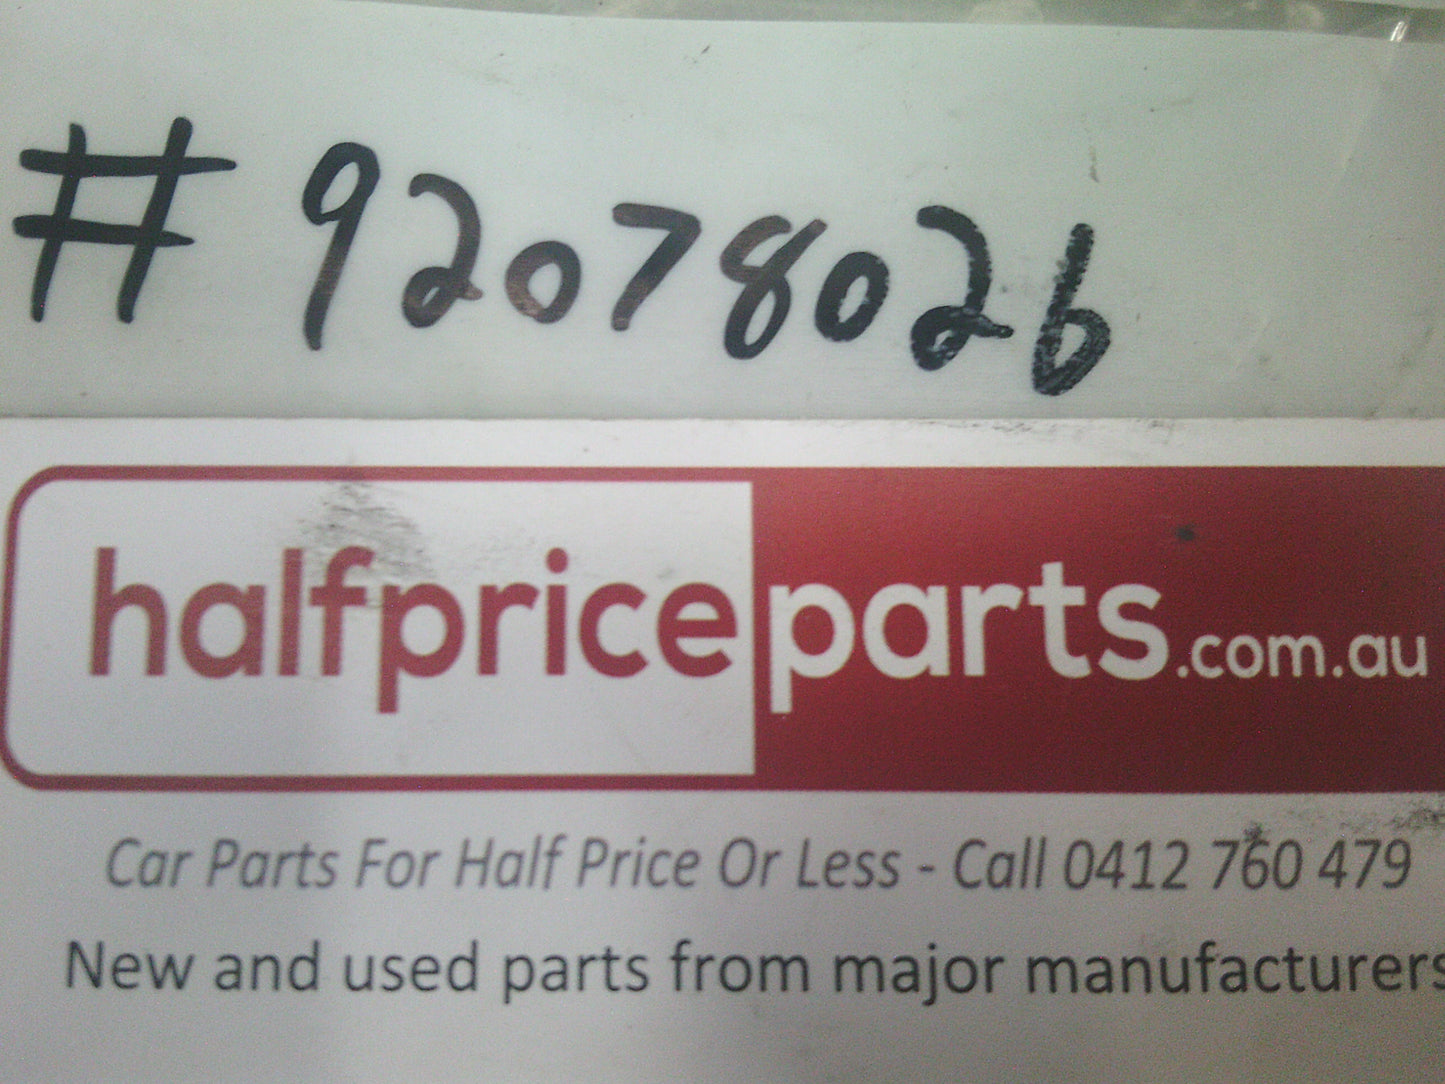 #92078026
halfpriceparts.com.au
Car Parts For Half Price Or Less - Call 0412 760 479
New and used parts from major manufacturers